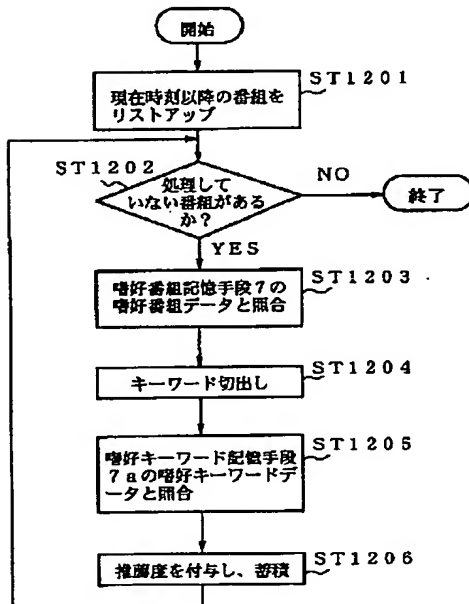 開始
ST1201
現在時刻以降の番組を
リストアップ
ST1202
処理して
いない番組がある
か？
NO
終了
YES
ST1203
嗜好番組記憶手段７の
嗜好番組データと照合
ST1204
キーワード切出し
ST1205
嗜好キーワード記憶手段
７ａの嗜好キーワードデ
ータと照合
ST1206
推薦度を付与し、蓄積